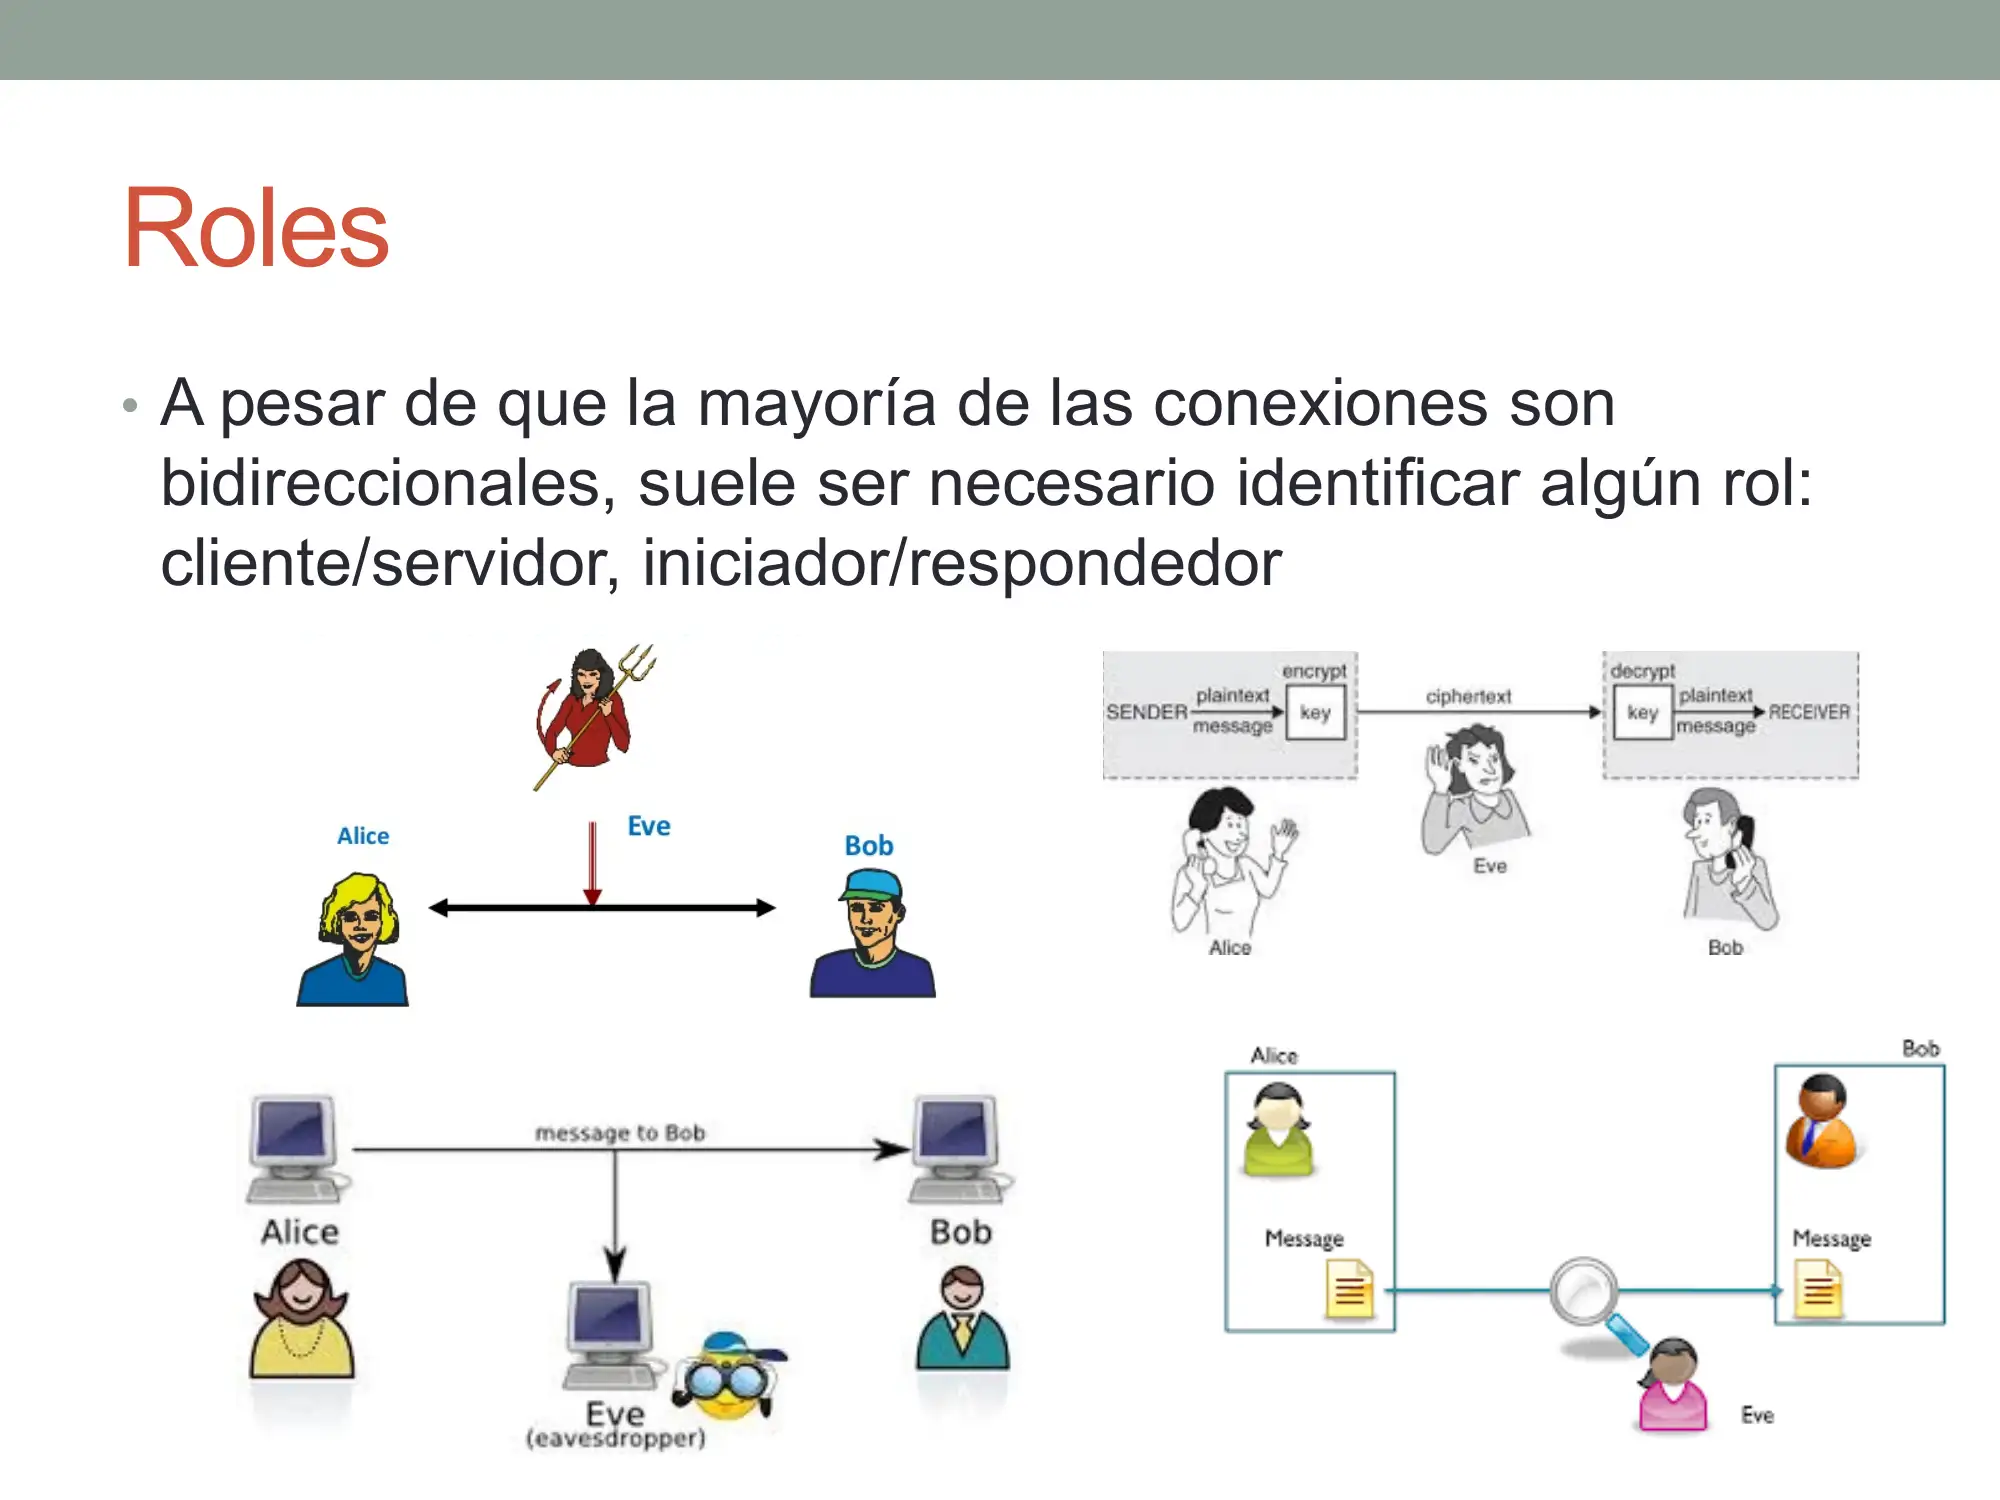 Roles
• A pesar de que la mayoría de las conexiones son
bidireccionales, suele ser necesario identificar algún rol:
cliente/servidor, iniciador/respondedor
Alice
Eve
Bob
encrypt
decrypt
SENDER
plaintext
message
key
ciphertext
key
plaintext
message
RECEIVER
Eve
Alice
Bob
message to Bob
Alice
Bob
Eve
(eavesdropper)
Alice
Bob
Message
Message
Eve